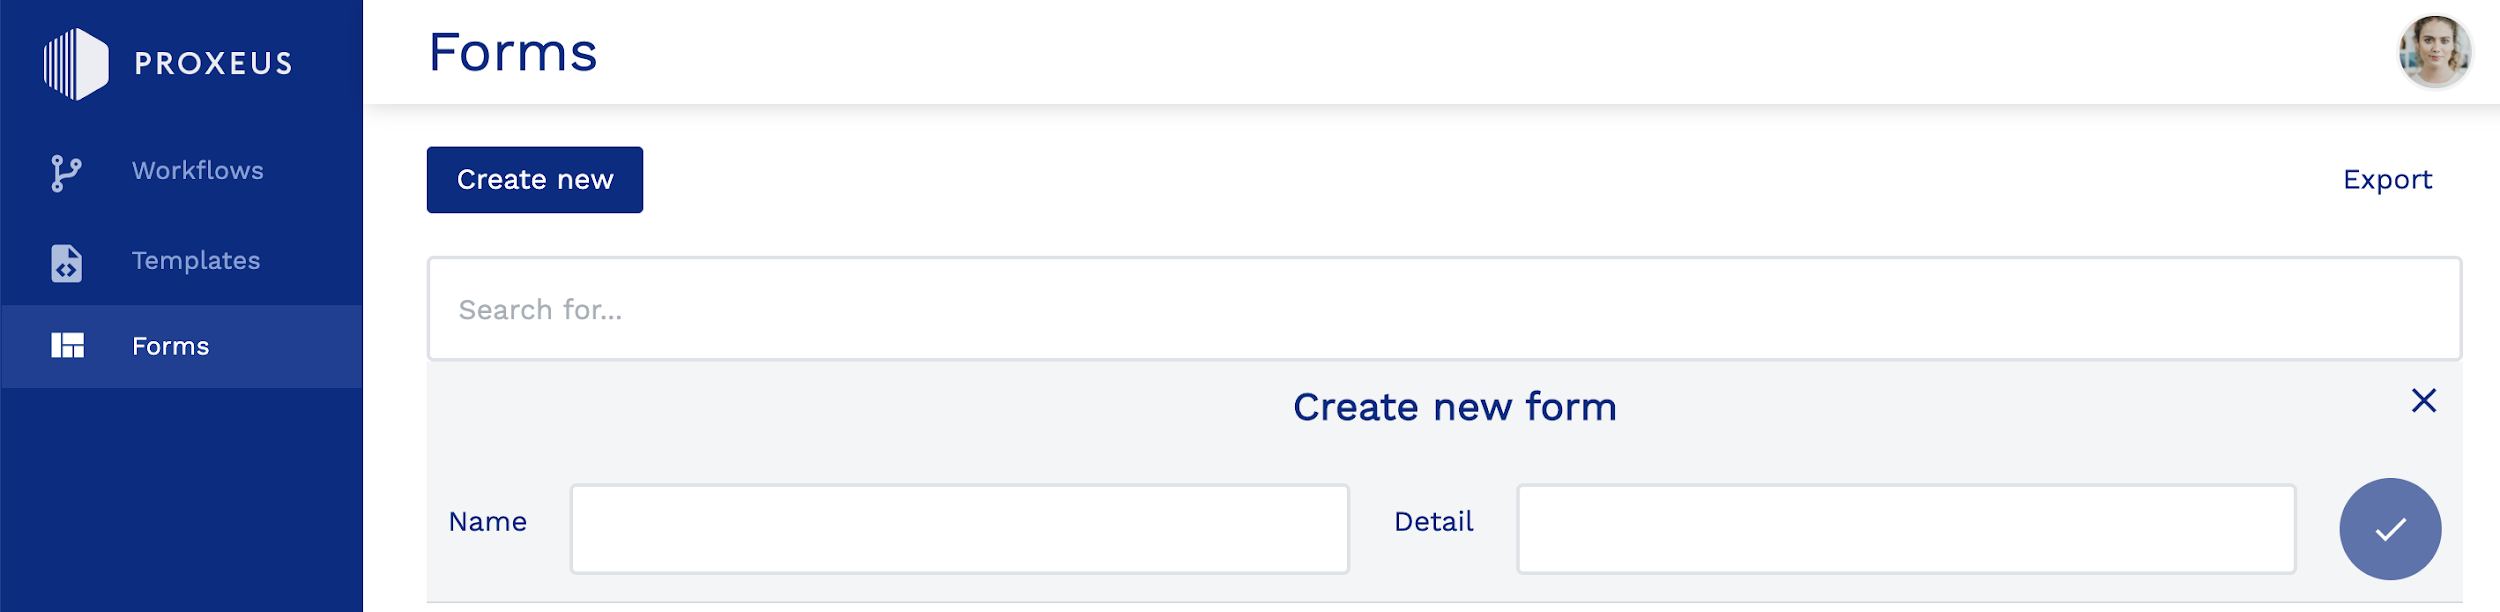 PROXEUS
Workflows
Templates
Forms
Forms
Create new
Export
Search for...
Create new form
Name
Detail